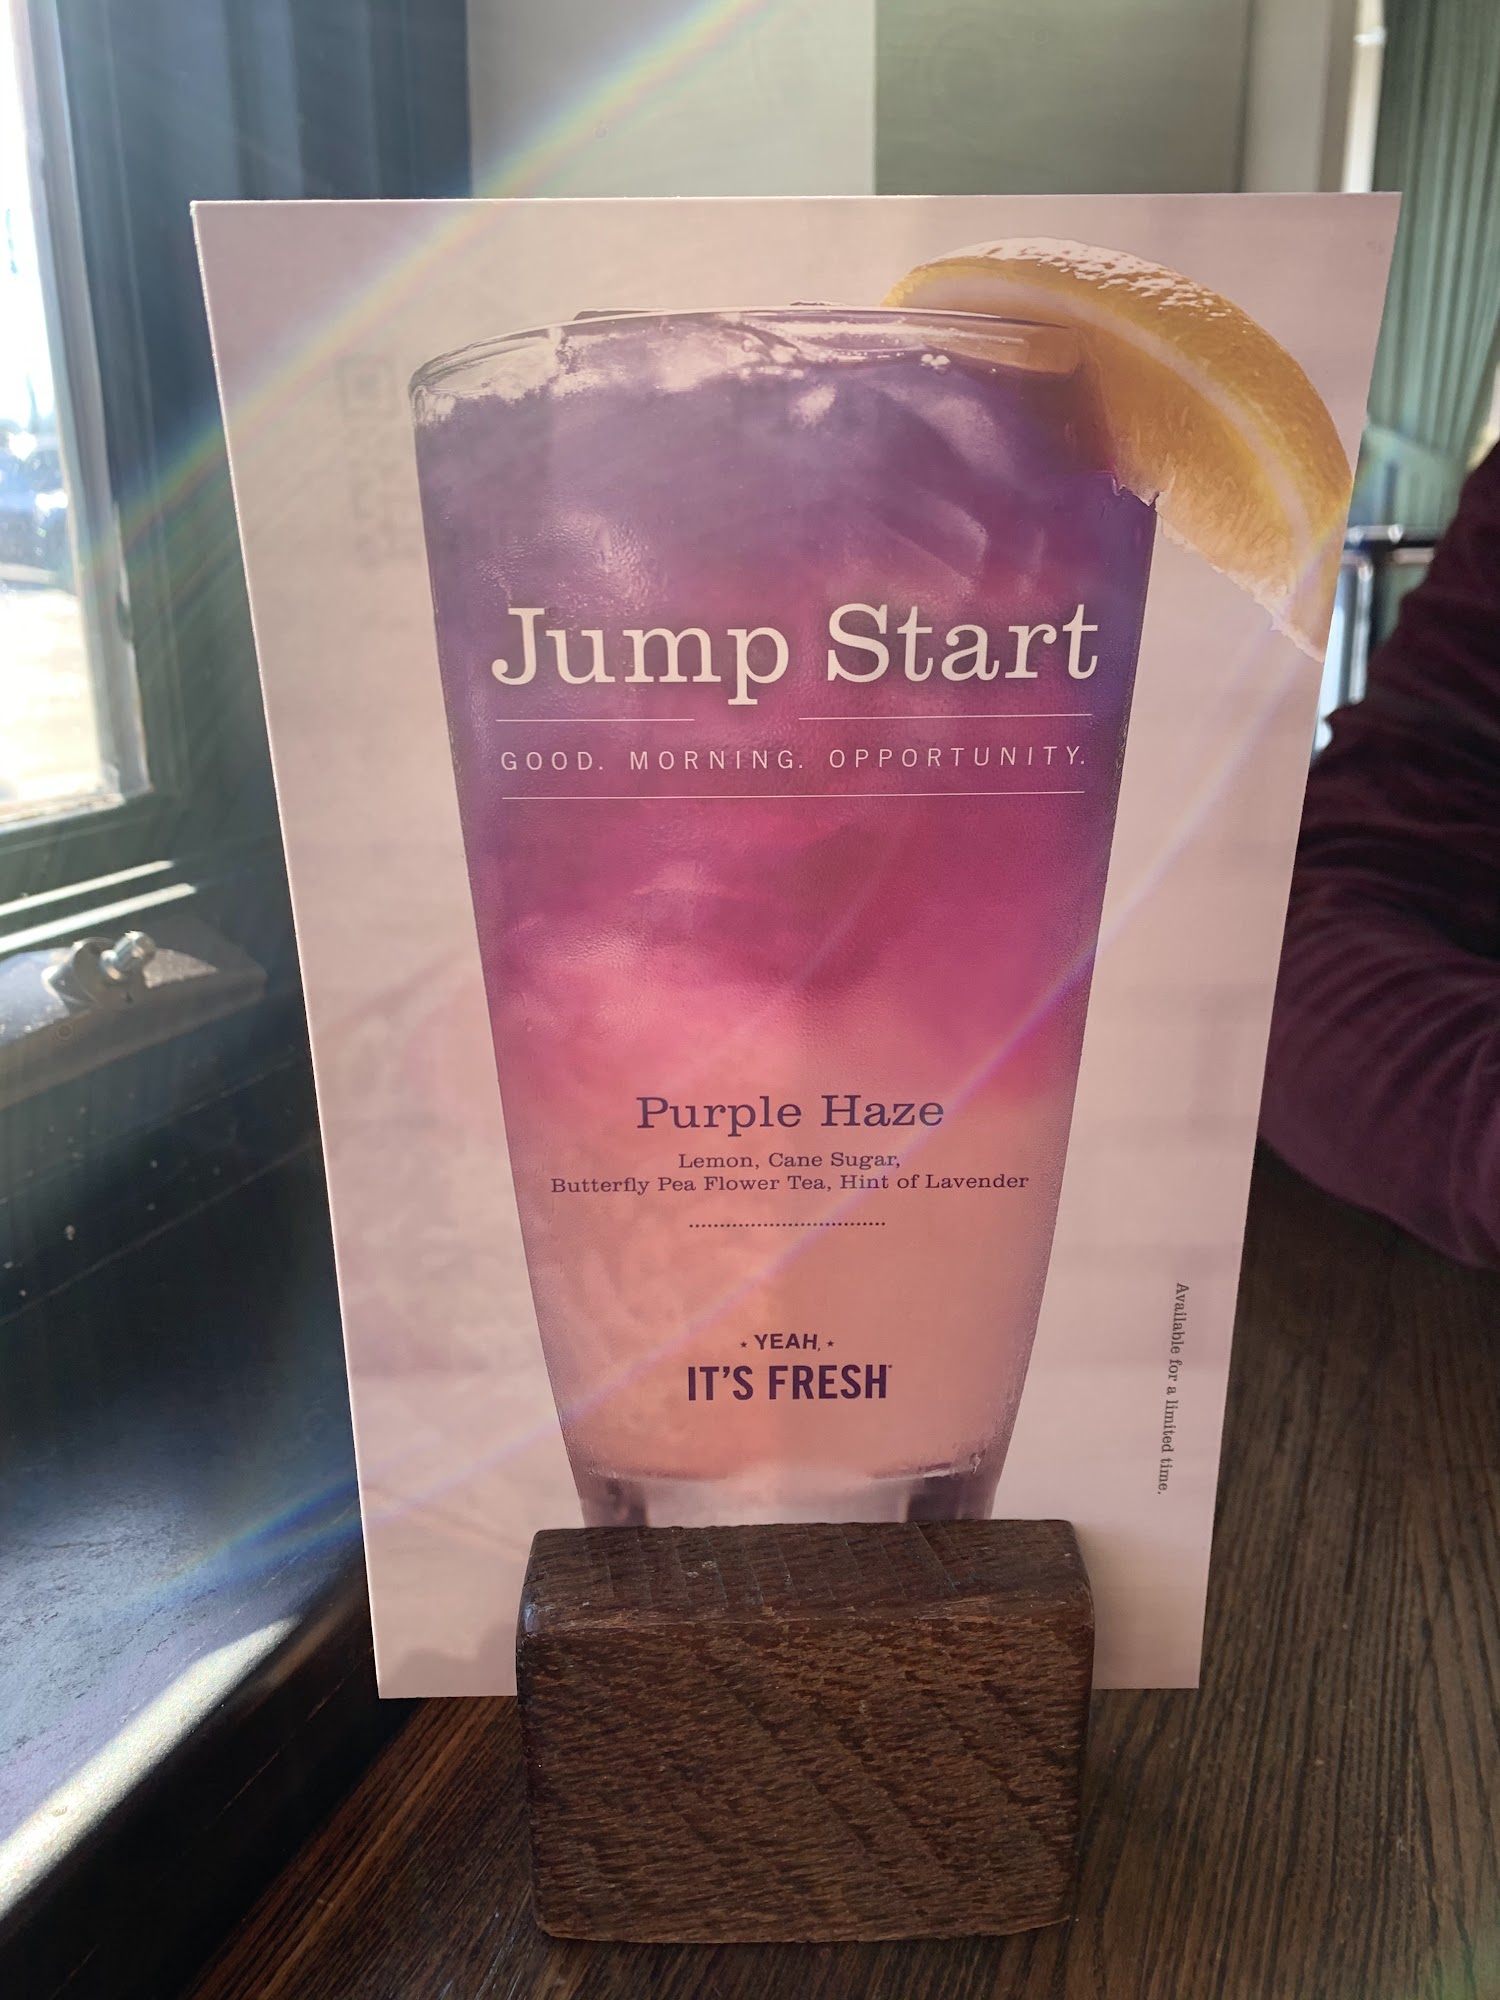 Jump Start
GOOD. MORNING. OPPORTUNITY.
Purple Haze
Lemon, Cane Sugar,
Butterfly Pea Flower Tea, Hint of Lavender
YEAH,
IT'S FRESH
Available for a limited time.